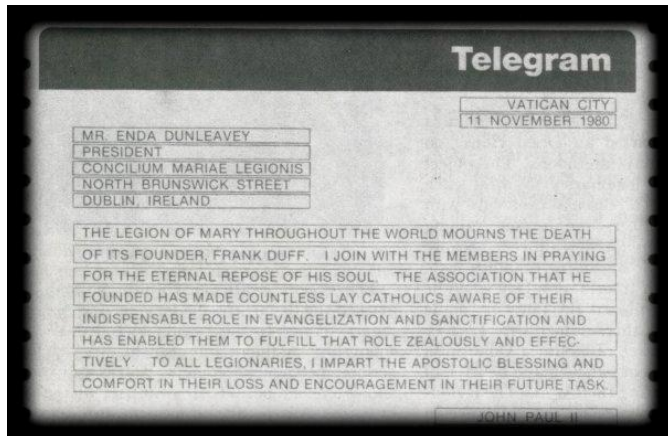 Telegram
VATICAN CITY
11 NOVEMBER 1980
MR. ENDA DUNLEAVEY
PRESIDENT
CONCILIUM MARIAE LEGIONIS
NORTH BRUNSWICK STREET
DUBLIN, IRELAND
THE LEGION OF MARY THROUGHOUT THE WORLD MOURNS THE DEATH
OF ITS FOUNDER, FRANK DUFF. I JOIN WITH THE MEMBERS IN PRAYING
FOR THE ETERNAL REPOSE OF HIS SOUL. THE ASSOCIATION THAT HE
FOUNDED HAS MADE COUNTLESS LAY CATHOLICS AWARE OF THEIR
INDISPENSABLE ROLE IN EVANGELIZATION AND SANCTIFICATION AND
HAS ENABLED THEM TO FULFILL THAT ROLE ZEALOUSLY AND EFFEC-
TIVELY. TO ALL LEGIONARIES, I IMPART THE APOSTOLIC BLESSING AND
COMFORT IN THEIR LOSS AND ENCOURAGEMENT IN THEIR FUTURE TASK.
JOHN PAUL II